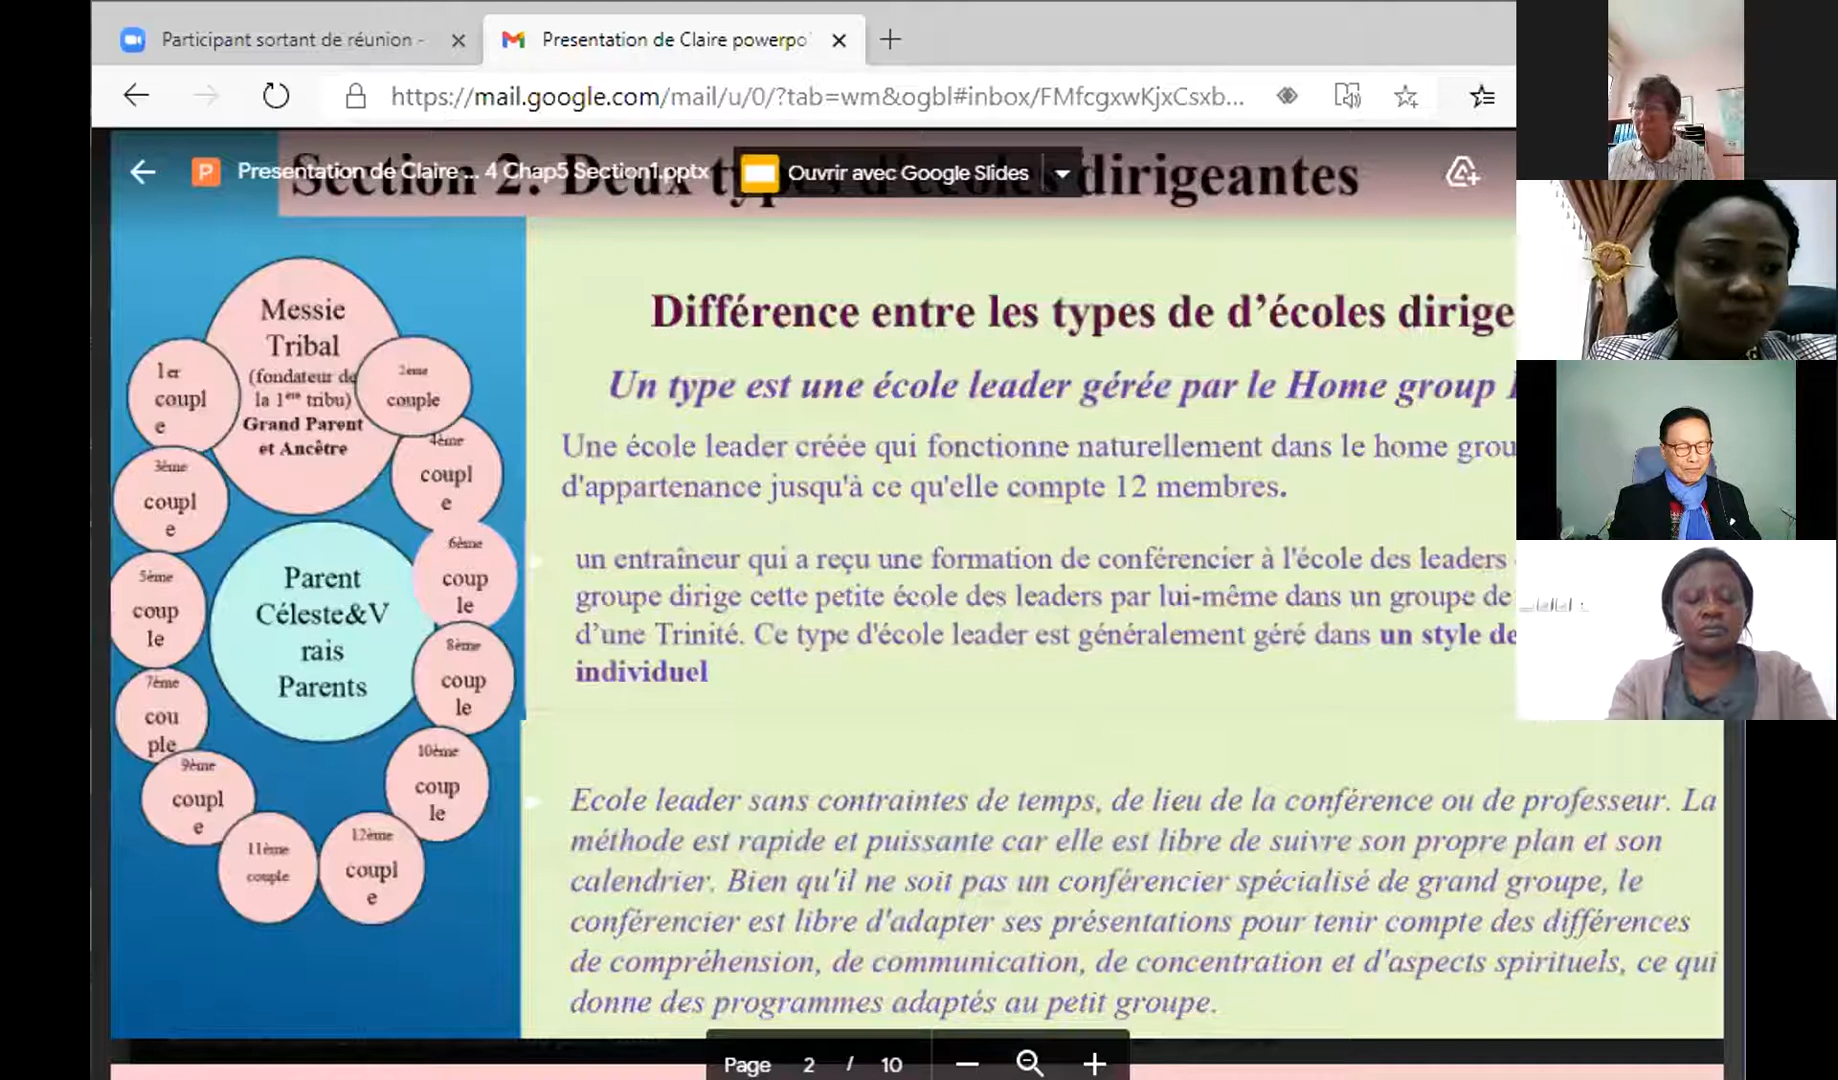 Participant sortant de réunion -
Presentation de Claire powerpo
https://mail.google.com/mail/u/0/?tab=wm&ogbl#inbox/FMfcgxwKjxCsxb...
Presentation de Claire ... 4 Chap5 Section1.pptx
Ouvrir avec Google Slides
Section 2: Deux types d'écoles dirigeantes
Messie
Tribal
(fondateur de
la 1ère tribu)
Grand Parent
et Ancêtre
1er
coupl
e
2ème
couple
3ème
coupl
e
4ème
coupl
e
5ème
coup
le
6ème
coup
le
Parent
Céleste&V
rais
Parents
7ème
cou
ple
8ème
coup
le
9ème
coupl
e
10ème
coup
le
11ème
couple
12ème
coupl
e
Différence entre les types de d’écoles dirige
Un type est une école leader gérée par le Home group
Une école leader créée qui fonctionne naturellement dans le home grou
d'appartenance jusqu'à ce qu'elle compte 12 membres.
un entraîneur qui a reçu une formation de conférencier à l'école des leaders
groupe dirige cette petite école des leaders par lui-même dans un groupe de
d’une Trinité. Ce type d'école leader est généralement géré dans un style de
individuel
Ecole leader sans contraintes de temps, de lieu de la conférence ou de professeur. La
méthode est rapide et puissante car elle est libre de suivre son propre plan et son
calendrier. Bien qu'il ne soit pas un conférencier spécialisé de grand groupe, le
conférencier est libre d'adapter ses présentations pour tenir compte des différences
de compréhension, de communication, de concentration et d'aspects spirituels, ce qui
donne des programmes adaptés au petit groupe.
Page 2 / 10